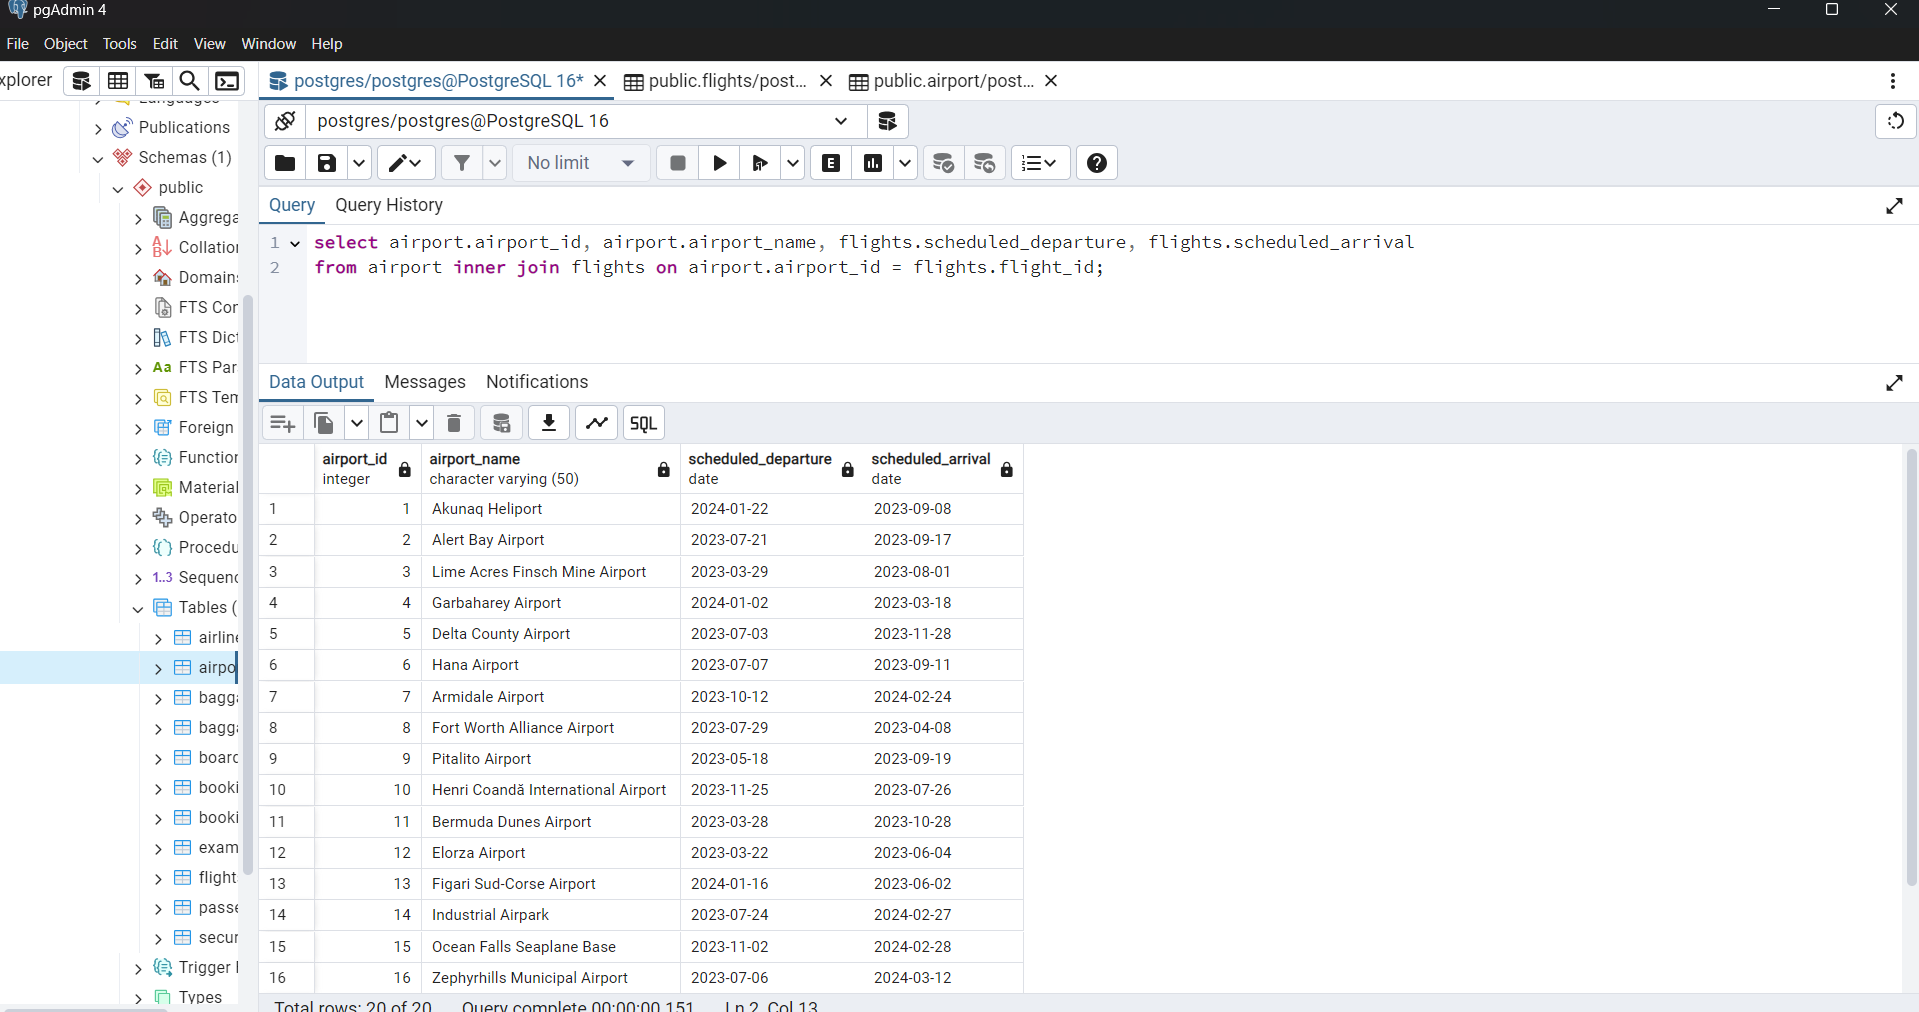 pgAdmin 4
File Object Tools Edit View Window Help
xplorer
postgres/postgres@PostgreSQL 16*
public.flights/post...
public.airport/post...
Languages
Publications
Schemas (1)
public
Aggrega
Collatio
Domain
FTS Cor
FTS Dict
FTS Par
FTS Tem
Foreign
Function
Material
Operato
Procedu
1..3 Sequenc
Tables (
airline
airpo
bagga
bagga
board
booki
booki
exam
flight
passe
secur
Trigger
Types
postgres/postgres@PostgreSQL 16
No limit
E
Query Query History
1 select airport.airport_id, airport.airport_name, flights.scheduled_departure, flights.scheduled_arrival
2 from airport inner join flights on airport.airport_id = flights.flight_id;
Data Output Messages Notifications
SQL
airport_id airport_name scheduled_departure scheduled_arrival
integer character varying (50) date date
1 1 Akunaq Heliport 2024-01-22 2023-09-08
2 2 Alert Bay Airport 2023-07-21 2023-09-17
3 3 Lime Acres Finsch Mine Airport 2023-03-29 2023-08-01
4 4 Garbaharey Airport 2024-01-02 2023-03-18
5 5 Delta County Airport 2023-07-03 2023-11-28
6 6 Hana Airport 2023-07-07 2023-09-11
7 7 Armidale Airport 2023-10-12 2024-02-24
8 8 Fort Worth Alliance Airport 2023-07-29 2023-04-08
9 9 Pitalito Airport 2023-05-18 2023-09-19
10 10 Henri Coandă International Airport 2023-11-25 2023-07-26
11 11 Bermuda Dunes Airport 2023-03-28 2023-10-28
12 12 Elorza Airport 2023-03-22 2023-06-04
13 13 Figari Sud-Corse Airport 2024-01-16 2023-06-02
14 14 Industrial Airpark 2023-07-24 2024-02-27
15 15 Ocean Falls Seaplane Base 2023-11-02 2024-02-28
16 16 Zephyrhills Municipal Airport 2023-07-06 2024-03-12
Total rows: 20 of 20 Query complete 00:00:00.151 Ln 2, Col 13